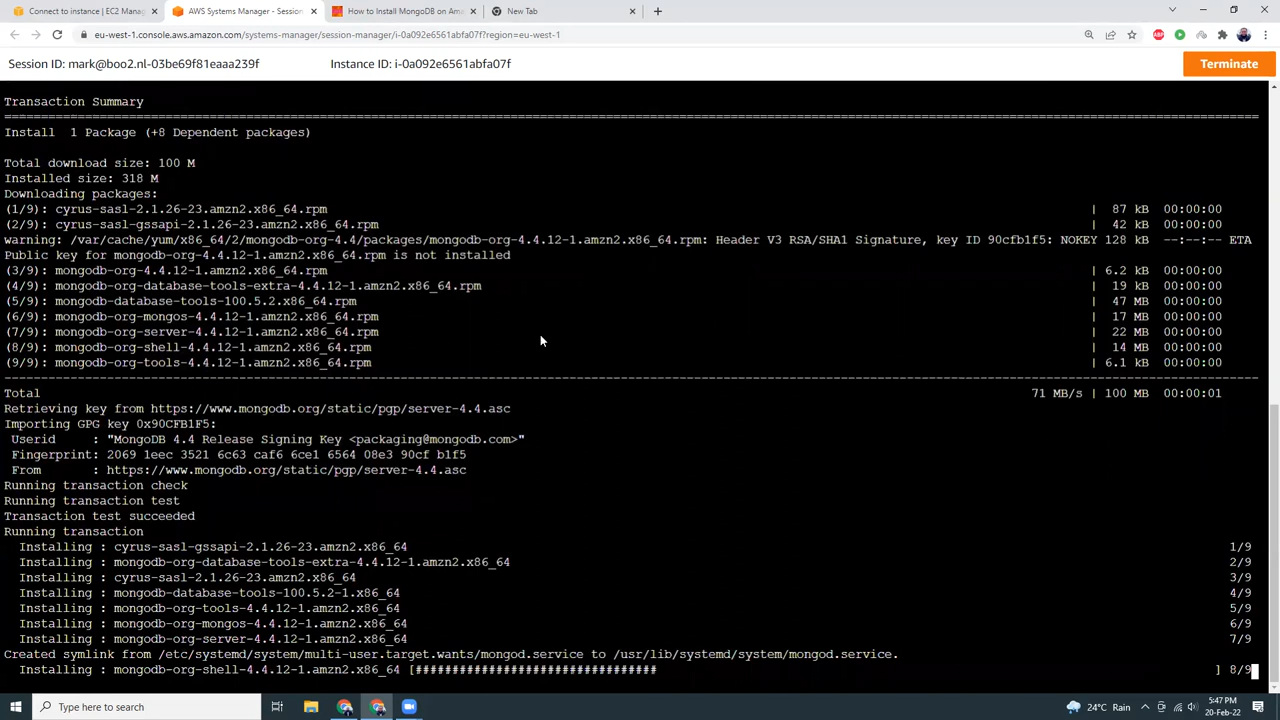 Connect to instance | EC2 Manag
AWS Systems Manager - Session
How to Install MongoDB on Ama
New Tab
eu-west-1.console.aws.amazon.com/systems-manager/session-manager/i-0a092e6561abfa07f?region=eu-west-1
Session ID: mark@boo2.nl-03be69f81eaaa239f Instance ID: i-0a092e6561abfa07f Terminate
Transaction Summary
================================================================================
Install  1 Package (+8 Dependent packages)
Total download size: 100 M
Installed size: 318 M
Downloading packages:
(1/9): cyrus-sasl-2.1.26-23.amzn2.x86_64.rpm | 87 kB 00:00:00
(2/9): cyrus-sasl-gssapi-2.1.26-23.amzn2.x86_64.rpm | 42 kB 00:00:00
warning: /var/cache/yum/x86_64/2/mongodb-org-4.4/packages/mongodb-org-4.4.12-1.amzn2.x86_64.rpm: Header V3 RSA/SHA1 Signature, key ID 90cfb1f5: NOKEY 128 kB --:--:-- ETA
Public key for mongodb-org-4.4.12-1.amzn2.x86_64.rpm is not installed
(3/9): mongodb-org-4.4.12-1.amzn2.x86_64.rpm | 6.2 kB 00:00:00
(4/9): mongodb-org-database-tools-extra-4.4.12-1.amzn2.x86_64.rpm | 19 kB 00:00:00
(5/9): mongodb-database-tools-100.5.2.x86_64.rpm | 47 MB 00:00:00
(6/9): mongodb-org-mongos-4.4.12-1.amzn2.x86_64.rpm | 17 MB 00:00:00
(7/9): mongodb-org-server-4.4.12-1.amzn2.x86_64.rpm | 22 MB 00:00:00
(8/9): mongodb-org-shell-4.4.12-1.amzn2.x86_64.rpm | 14 MB 00:00:00
(9/9): mongodb-org-tools-4.4.12-1.amzn2.x86_64.rpm | 6.1 kB 00:00:00
--------------------------------------------------------------------------------
Total 71 MB/s | 100 MB 00:00:01
Retrieving key from https://www.mongodb.org/static/pgp/server-4.4.asc
Importing GPG key 0x90CFB1F5:
Userid : "MongoDB 4.4 Release Signing Key <packaging@mongodb.com>"
Fingerprint: 2069 1eec 3521 6c63 caf6 6ce1 6564 08e3 90cf b1f5
From : https://www.mongodb.org/static/pgp/server-4.4.asc
Running transaction check
Running transaction test
Transaction test succeeded
Running transaction
Installing : cyrus-sasl-gssapi-2.1.26-23.amzn2.x86_64 1/9
Installing : mongodb-org-database-tools-extra-4.4.12-1.amzn2.x86_64 2/9
Installing : cyrus-sasl-2.1.26-23.amzn2.x86_64 3/9
Installing : mongodb-database-tools-100.5.2-1.x86_64 4/9
Installing : mongodb-org-tools-4.4.12-1.amzn2.x86_64 5/9
Installing : mongodb-org-mongos-4.4.12-1.amzn2.x86_64 6/9
Installing : mongodb-org-server-4.4.12-1.amzn2.x86_64 7/9
Created symlink from /etc/systemd/system/multi-user.target.wants/mongod.service to /usr/lib/systemd/system/mongod.service.
Installing : mongodb-org-shell-4.4.12-1.amzn2.x86_64 [################################# ] 8/9
Type here to search
24°C Rain
5:47 PM
20-Feb-22